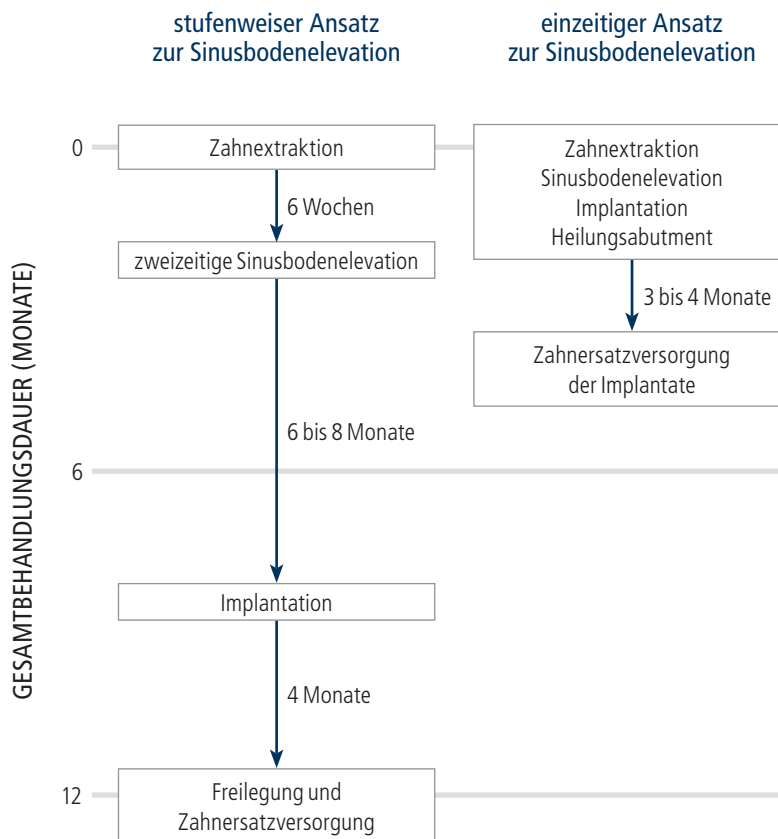 stufenweiser Ansatz
zur Sinusbodenelevation
einzeitiger Ansatz
zur Sinusbodenelevation
GESAMTBEHANDLUNGSDAUER (MONATE)
0
Zahnextraktion
6 Wochen
zweizeitige Sinusbodenelevation
6 bis 8 Monate
6
Implantation
4 Monate
12
Freilegung und
Zahnersatzversorgung
Zahnextraktion
Sinusbodenelevation
Implantation
Heilungsabutment
3 bis 4 Monate
Zahnersatzversorgung
der Implantate